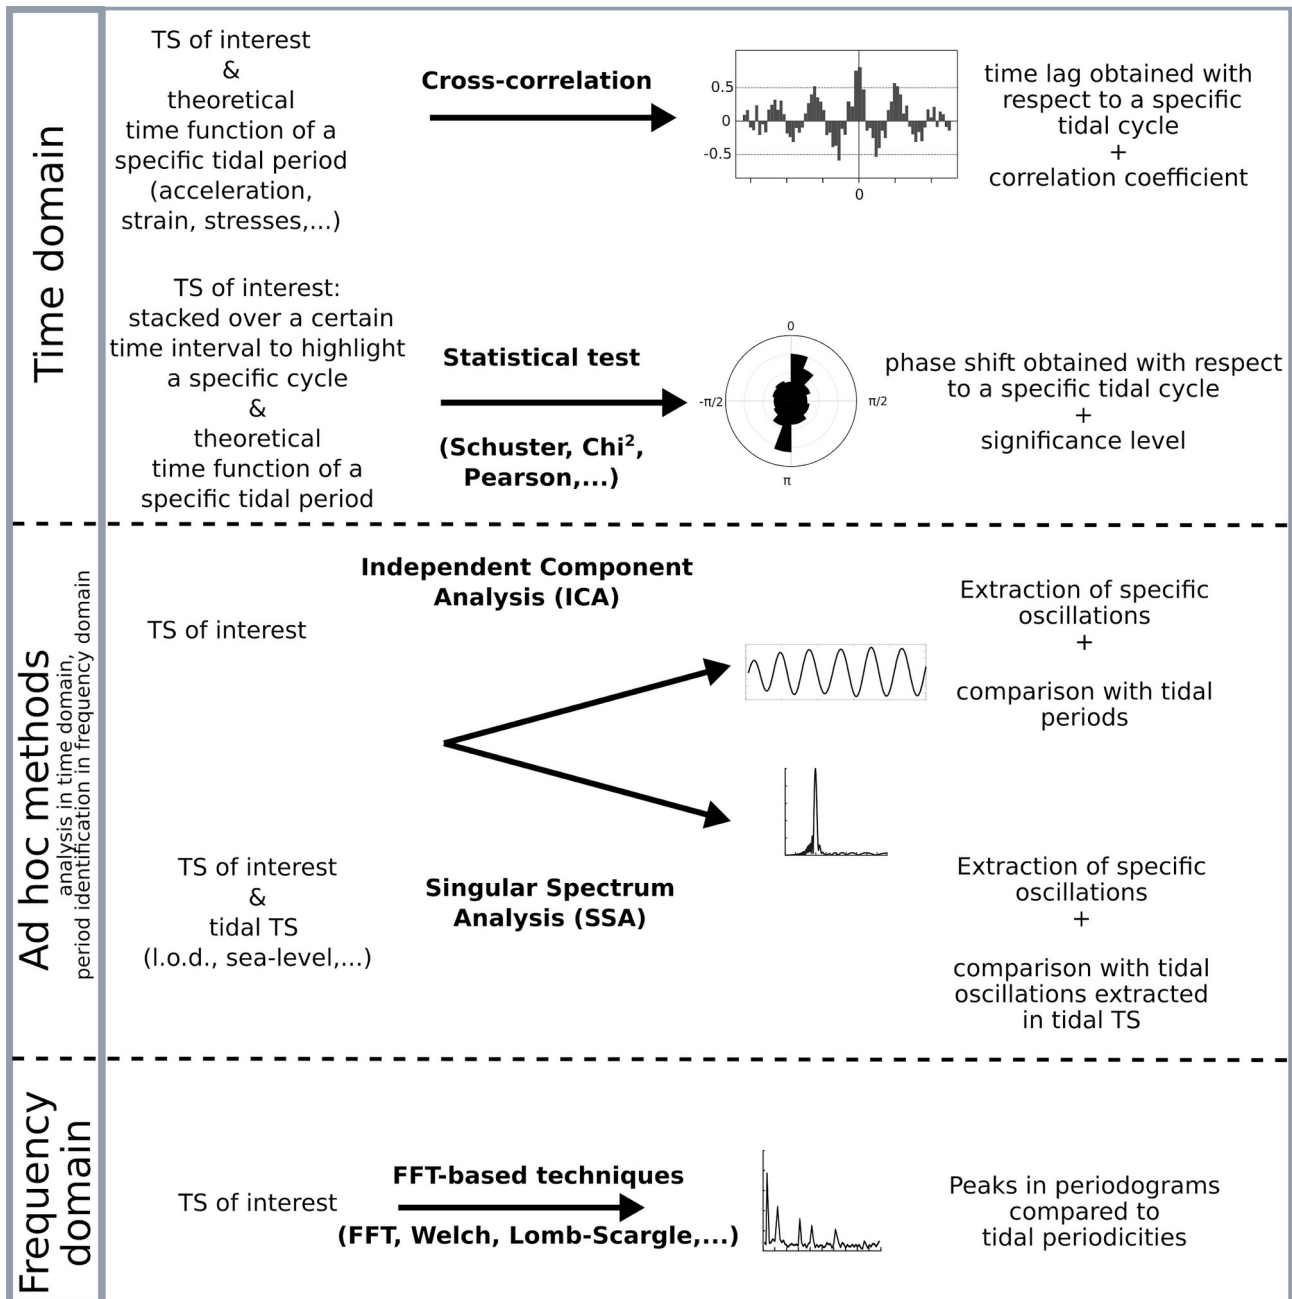 Time domain
TS of interest
&
theoretical
time function of a
specific tidal period
(acceleration,
strain, stresses,...)
Cross-correlation
0.5
0
-0.5
0
time lag obtained with
respect to a specific
tidal cycle
+
correlation coefficient
TS of interest:
stacked over a certain
time interval to highlight
a specific cycle
&
theoretical
time function of a
specific tidal period
Statistical test
(Schuster, Chi²,
Pearson,...)
0
-π/2
π/2
π
phase shift obtained with respect
to a specific tidal cycle
+
significance level
Ad hoc methods
analysis in time domain,
period identification in frequency domain
TS of interest
Independent Component
Analysis (ICA)
Extraction of specific
oscillations
+
comparison with tidal
periods
TS of interest
&
tidal TS
(l.o.d., sea-level,...)
Singular Spectrum
Analysis (SSA)
Extraction of specific
oscillations
+
comparison with tidal
oscillations extracted
in tidal TS
Frequency
domain
TS of interest
FFT-based techniques
(FFT, Welch, Lomb-Scargle,...)
Peaks in periodograms
compared to
tidal periodicities